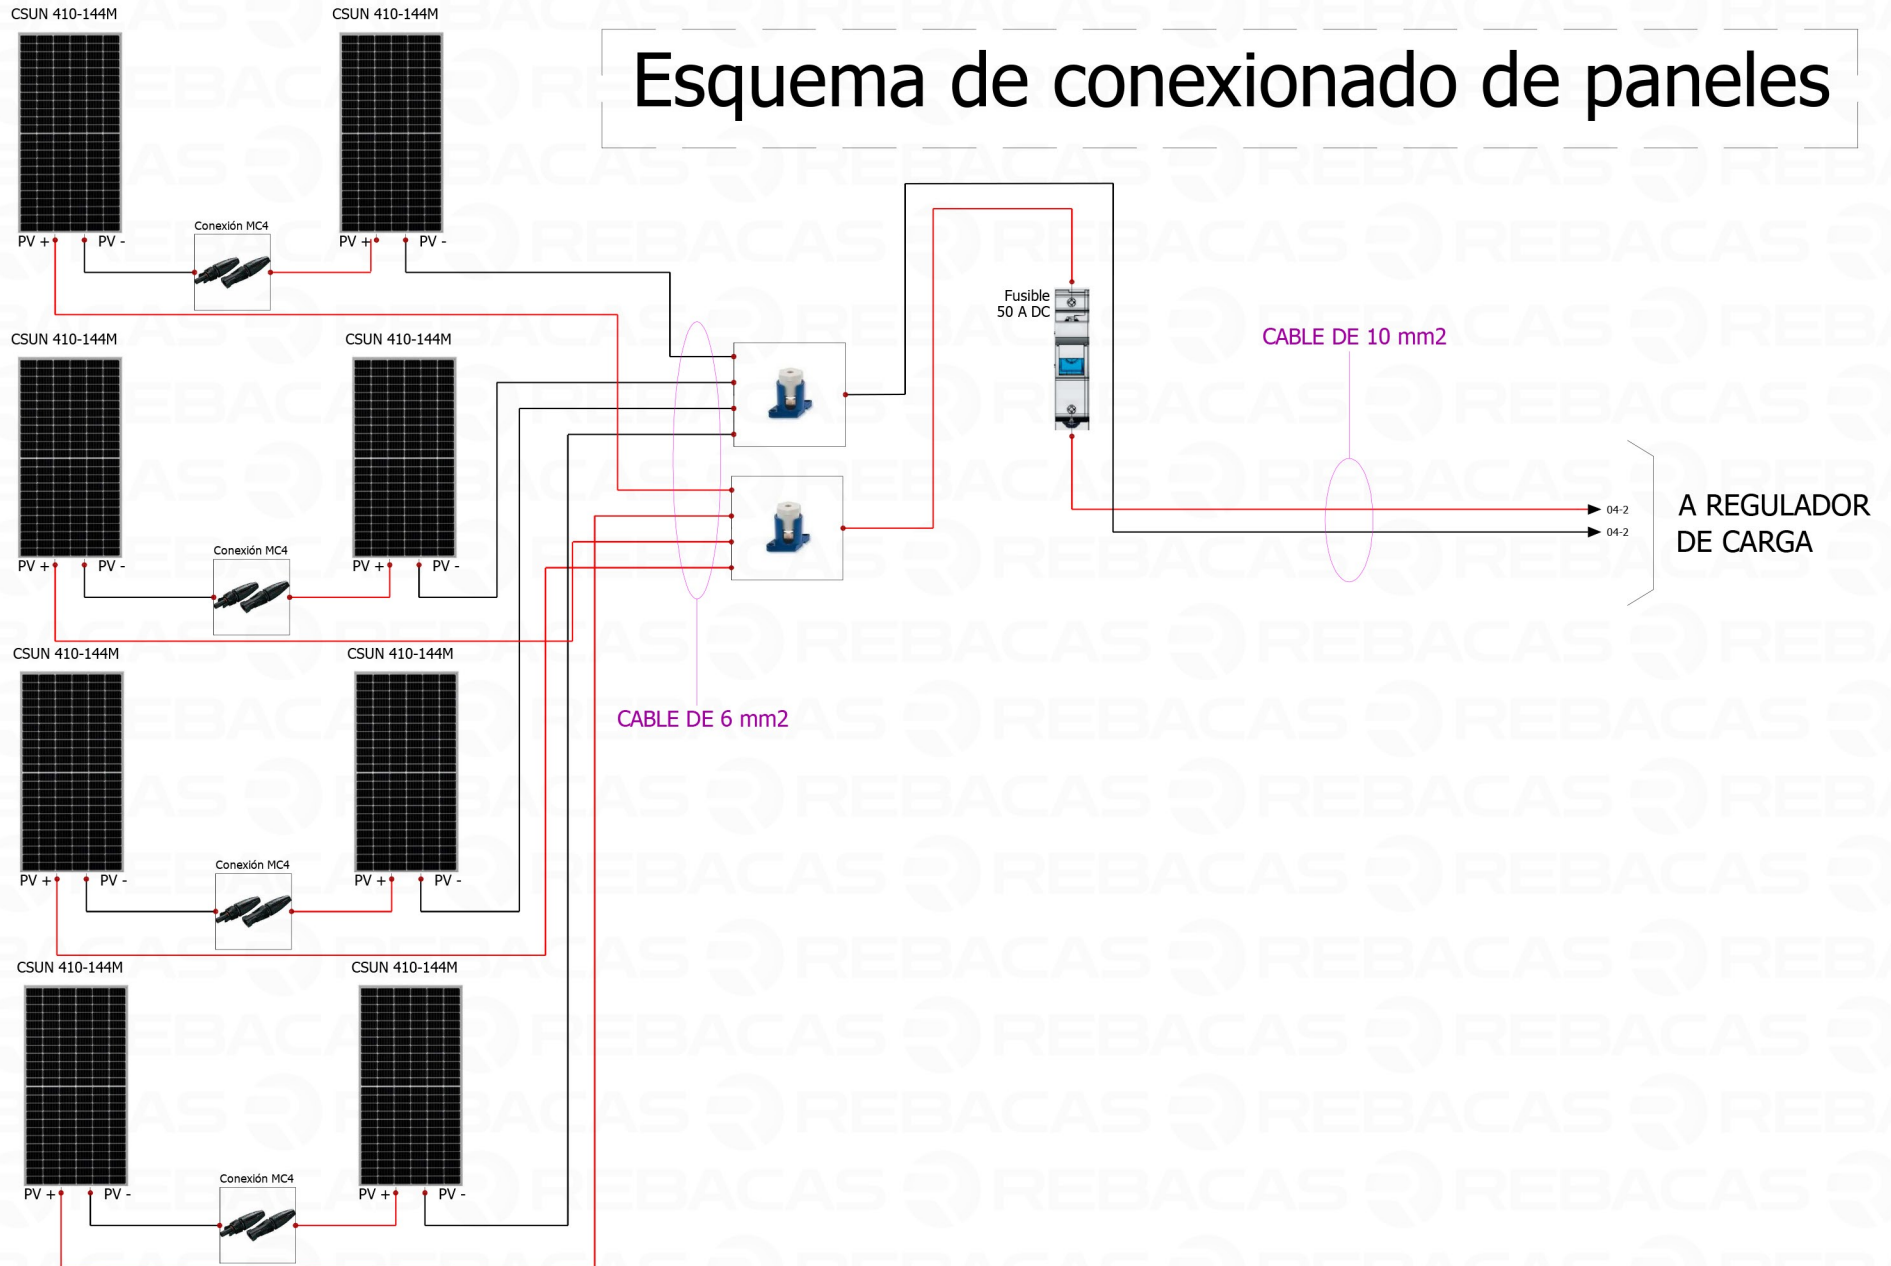 CSUN 410-144M
CSUN 410-144M
Esquema de conexionado de paneles
PV +
PV -
Conexión MC4
PV +
PV -
Fusible
50 A DC
CSUN 410-144M
CSUN 410-144M
CABLE DE 10 mm2
PV +
PV -
Conexión MC4
PV +
PV -
04-2
04-2
A REGULADOR
DE CARGA
CSUN 410-144M
CSUN 410-144M
CABLE DE 6 mm2
PV +
PV -
Conexión MC4
PV +
PV -
CSUN 410-144M
CSUN 410-144M
PV +
PV -
Conexión MC4
PV +
PV -
REBACAS